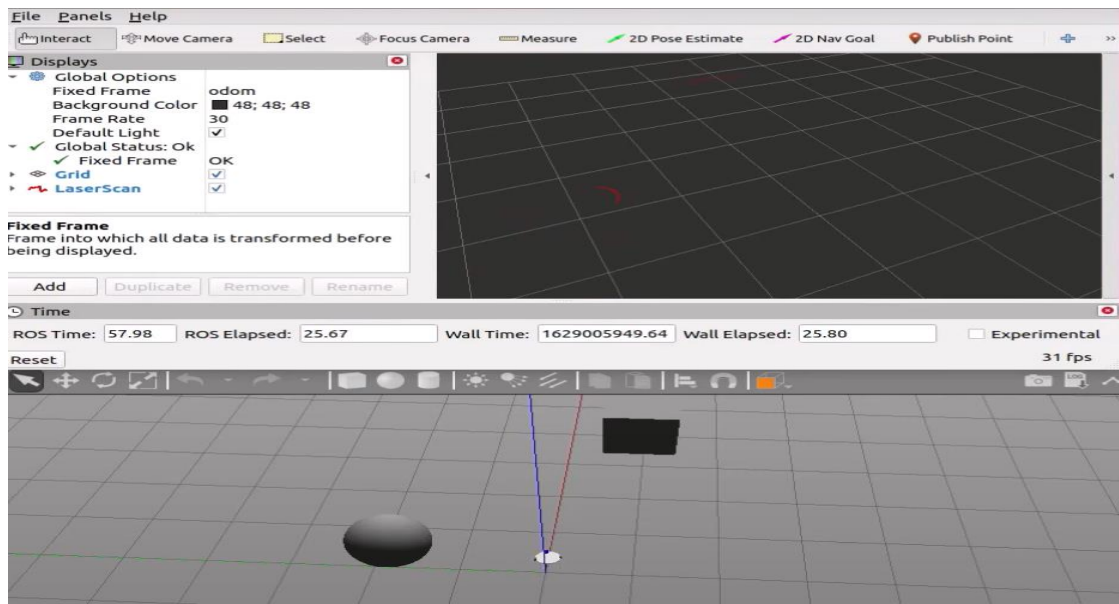 File Panels Help
Interact Move Camera Select Focus Camera Measure 2D Pose Estimate 2D Nav Goal Publish Point »
Displays
Global Options
Fixed Frame odom
Background Color 48; 48; 48
Frame Rate 30
Default Light ✓
✓ Global Status: Ok
✓ Fixed Frame OK
Grid ✓
LaserScan ✓
Fixed Frame
Frame into which all data is transformed before
being displayed.
Add Duplicate Remove Rename
Time
ROS Time: 57.98 ROS Elapsed: 25.67 Wall Time: 1629005949.64 Wall Elapsed: 25.80 Experimental
Reset 31 fps
LOG